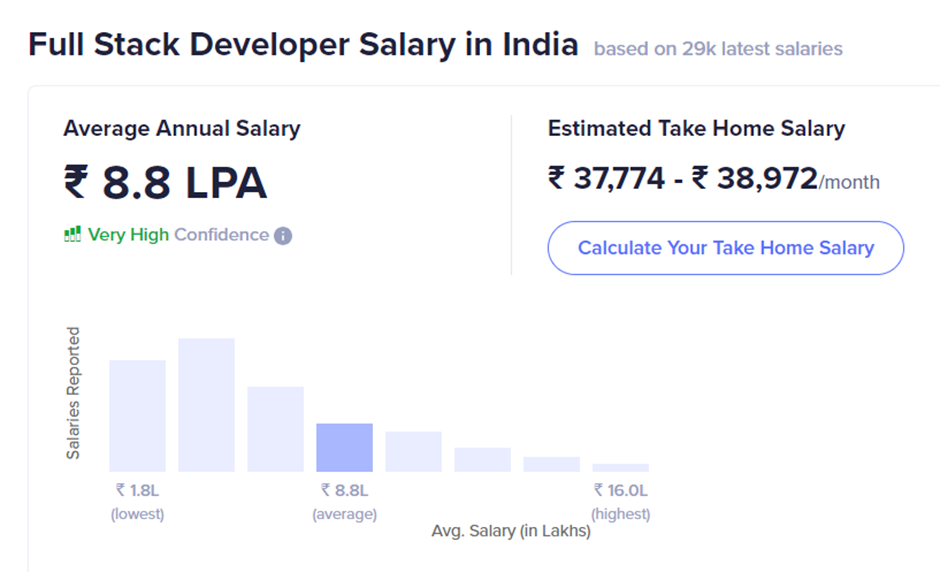 Full Stack Developer Salary in India based on 29k latest salaries
Average Annual Salary
₹ 8.8 LPA
Very High Confidence
Estimated Take Home Salary
₹ 37,774 - ₹ 38,972/month
Calculate Your Take Home Salary
Salaries Reported
₹ 1.8L
(lowest)
₹ 8.8L
(average)
₹ 16.0L
(highest)
Avg. Salary (in Lakhs)